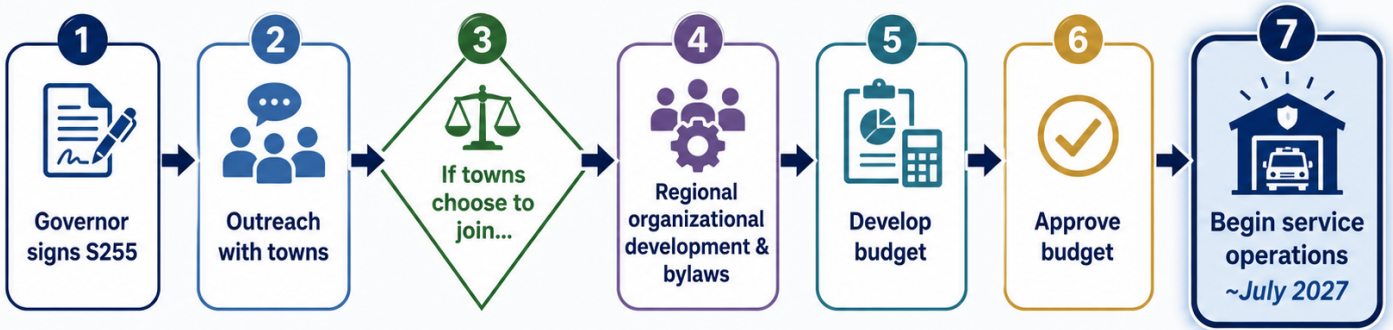 1
Governor
signs S255
2
Outreach
with towns
3
If towns
choose to
join...
4
Regional
organizational
development &
bylaws
5
Develop
budget
6
Approve
budget
7
Begin service
operations
~July 2027